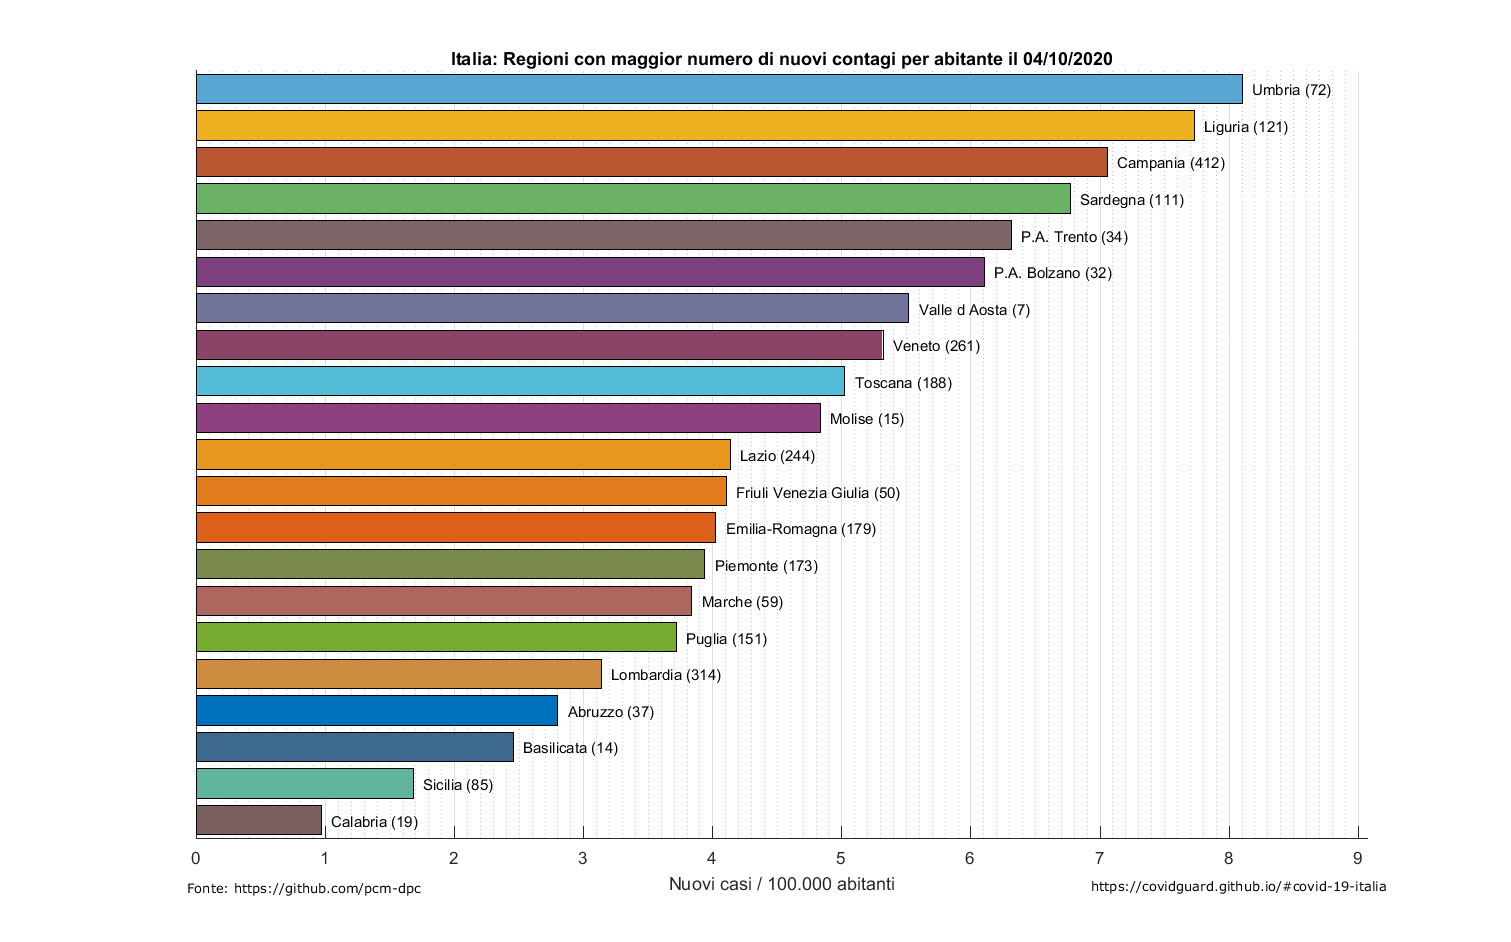 Italia: Regioni con maggior numero di nuovi contagi per abitante il 04/10/2020
Umbria (72)
Liguria (121)
Campania (412)
Sardegna (111)
P.A. Trento (34)
P.A. Bolzano (32)
Valle d Aosta (7)
Veneto (261)
Toscana (188)
Molise (15)
Lazio (244)
Friuli Venezia Giulia (50)
Emilia-Romagna (179)
Piemonte (173)
Marche (59)
Puglia (151)
Lombardia (314)
Abruzzo (37)
Basilicata (14)
Sicilia (85)
Calabria (19)
0 1 2 3 4 5 6 7 8 9
Nuovi casi / 100.000 abitanti
Fonte: https://github.com/pcm-dpc
https://covidguard.github.io/#covid-19-italia